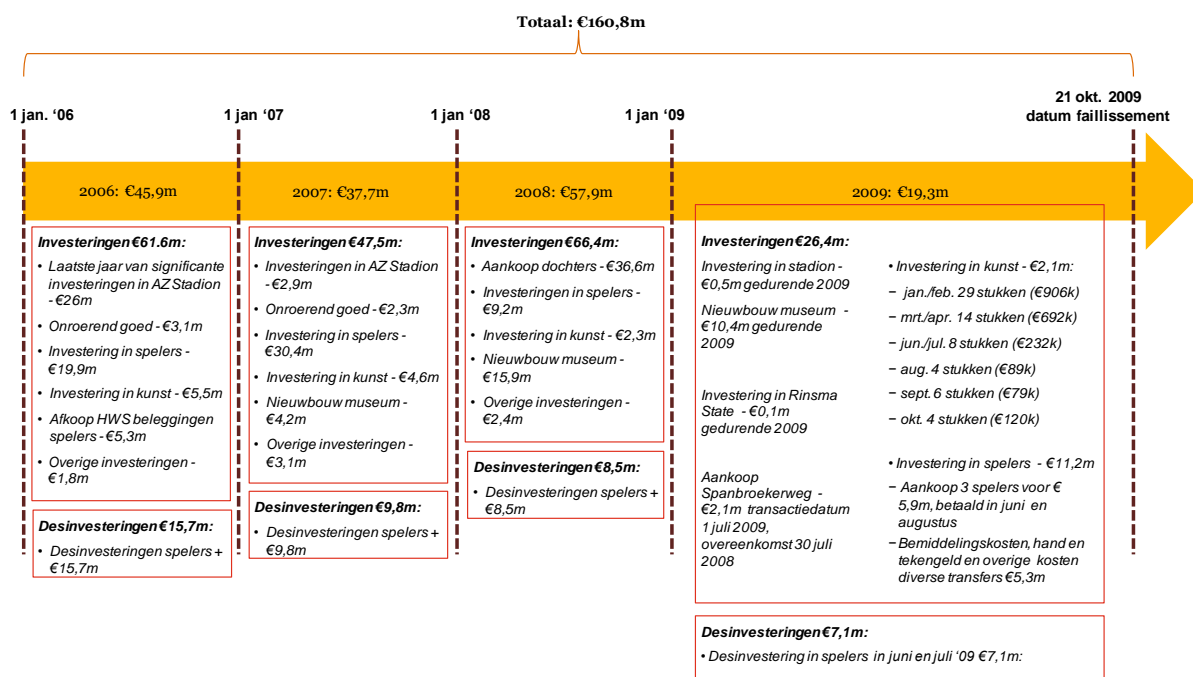 Totaal: €160,8m
1 jan. ‘06
1 jan ‘07
1 jan ‘08
1 jan ‘09
21 okt. 2009
datum faillissement
2006: €45,9m
2007: €37,7m
2008: €57,9m
2009: €19,3m
Investeringen €61.6m:
• Laatste jaar van significante
investeringen in AZ Stadion
- €26m
• Onroerend goed - €3,1m
• Investering in spelers -
€19,9m
• Investering in kunst - €5,5m
• Afkoop HWS beleggingen
spelers - €5,3m
• Overige investeringen -
€1,8m
Desinvesteringen €15,7m:
• Desinvesteringen spelers +
€15,7m
Investeringen €47,5m:
• Investeringen in AZ Stadion
- €2,9m
• Onroerend goed - €2,3m
• Investering in spelers -
€30,4m
• Investering in kunst - €4,6m
• Nieuwbouw museum -
€4,2m
• Overige investeringen -
€3,1m
Desinvesteringen €9,8m:
• Desinvesteringen spelers +
€9,8m
Investeringen €66,4m:
• Aankoop dochters - €36,6m
• Investeringen in spelers -
€9,2m
• Investering in kunst - €2,3m
• Nieuwbouw museum -
€15,9m
• Overige investeringen -
€2,4m
Desinvesteringen €8,5m:
• Desinvesteringen spelers +
€8,5m
Investeringen €26,4m:
Investering in stadion -
€0,5m gedurende 2009
Nieuwbouw museum -
€10,4m gedurende
2009
Investering in Rinsma
State - €0,1m
gedurende 2009
Aankoop
Spanbroekerweg -
€2,1m transactiedatum
1 juli 2009,
overeenkomst 30 juli
2008
• Investering in kunst - €2,1m:
– jan./feb. 29 stukken (€906k)
– mrt./apr. 14 stukken (€692k)
– jun./jul. 8 stukken (€232k)
– aug. 4 stukken (€89k)
– sept. 6 stukken (€79k)
– okt. 4 stukken (€120k)
• Investering in spelers - €11,2m
– Aankoop 3 spelers voor €
5,9m, betaald in juni en
augustus
– Bemiddelingskosten, hand en
tekengeld en overige kosten
diverse transfers €5,3m
Desinvesteringen €7,1m:
• Desinvestering in spelers in juni en juli ‘09 €7,1m: